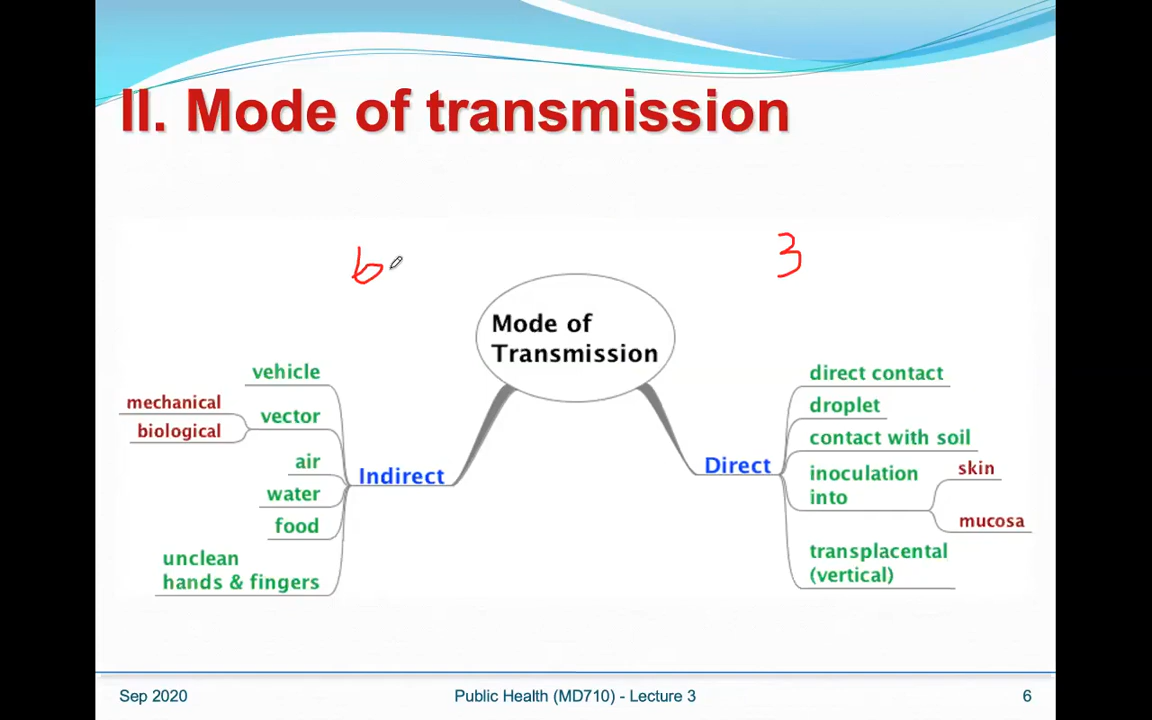 II. Mode of transmission
6
3
Mode of
Transmission
vehicle
mechanical
vector
biological
air
Indirect
water
food
unclean
hands & fingers
direct contact
droplet
contact with soil
Direct
inoculation
into
skin
mucosa
transplacental
(vertical)
Sep 2020
Public Health (MD710) - Lecture 3
6